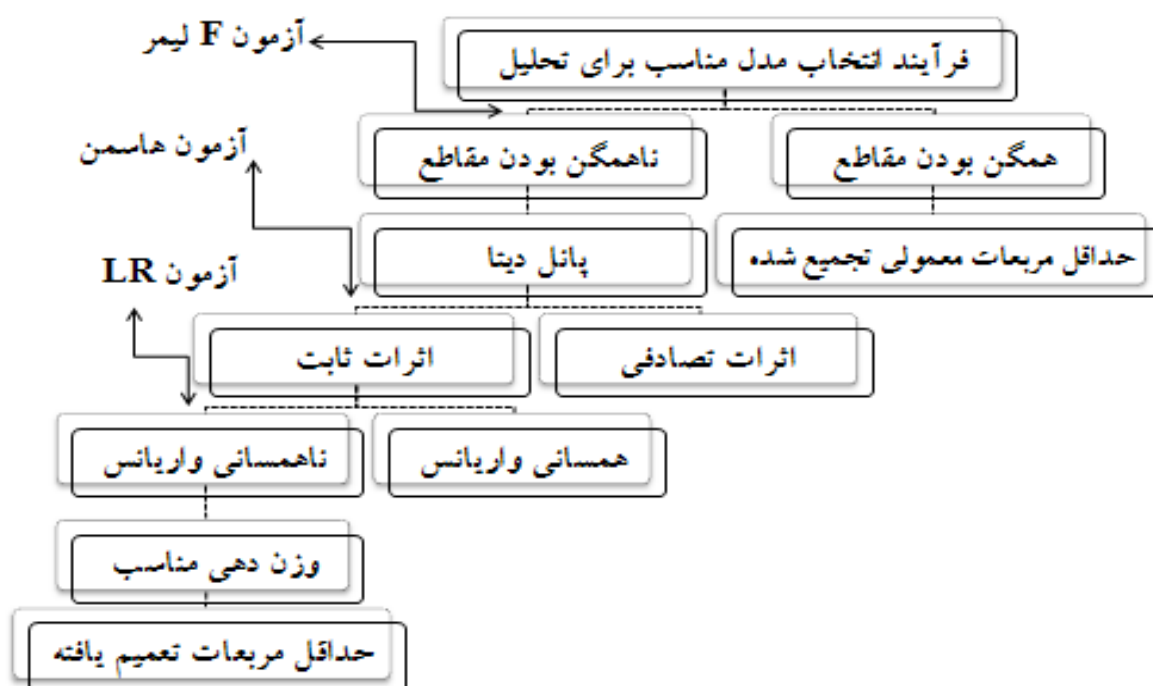 آزمون F لیمر
فرآیند انتخاب مدل مناسب برای تحلیل
آزمون هاسمن
همگن بودن مقاطع
ناهمگن بودن مقاطع
حداقل مربعات معمولی تجمیع شده
پانل دیتا
آزمون LR
اثرات تصادفی
اثرات ثابت
همسانی واریانس
ناهمسانی واریانس
وزن دهی مناسب
حداقل مربعات تعمیم یافته